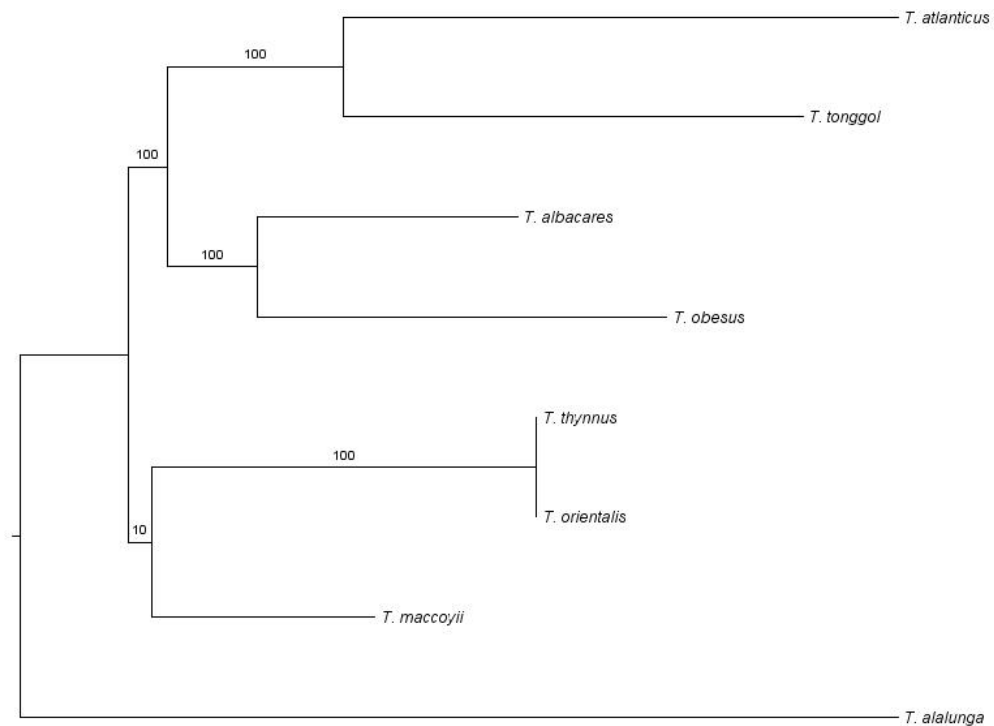 T. atlanticus
100
T. tonggol
100
T. albacares
100
T. obesus
T. thynnus
100
T. orientalis
10
T. maccoyii
T. alalunga